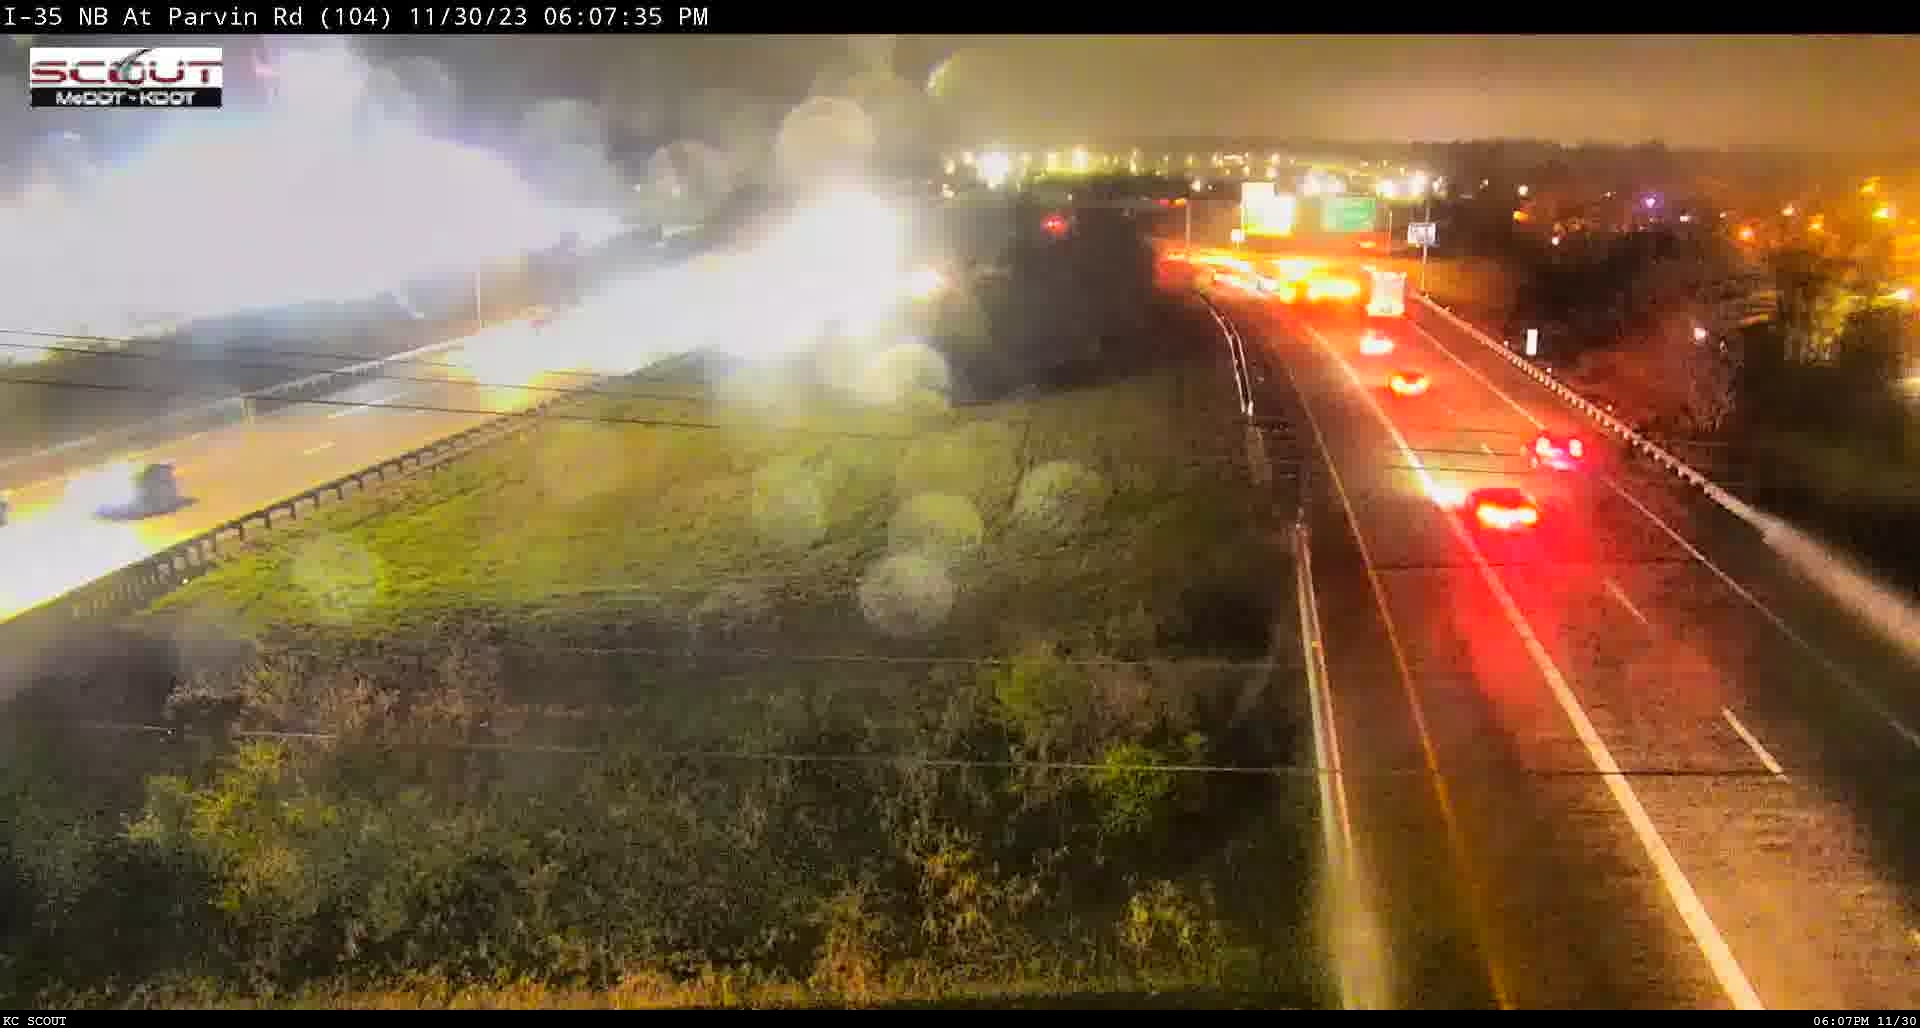 I-35 NB At Parvin Rd (104) 11/30/23 06:07:35 PM
SCOUT
MoDOT - KDOT
KC SCOUT
06:07PM 11/30